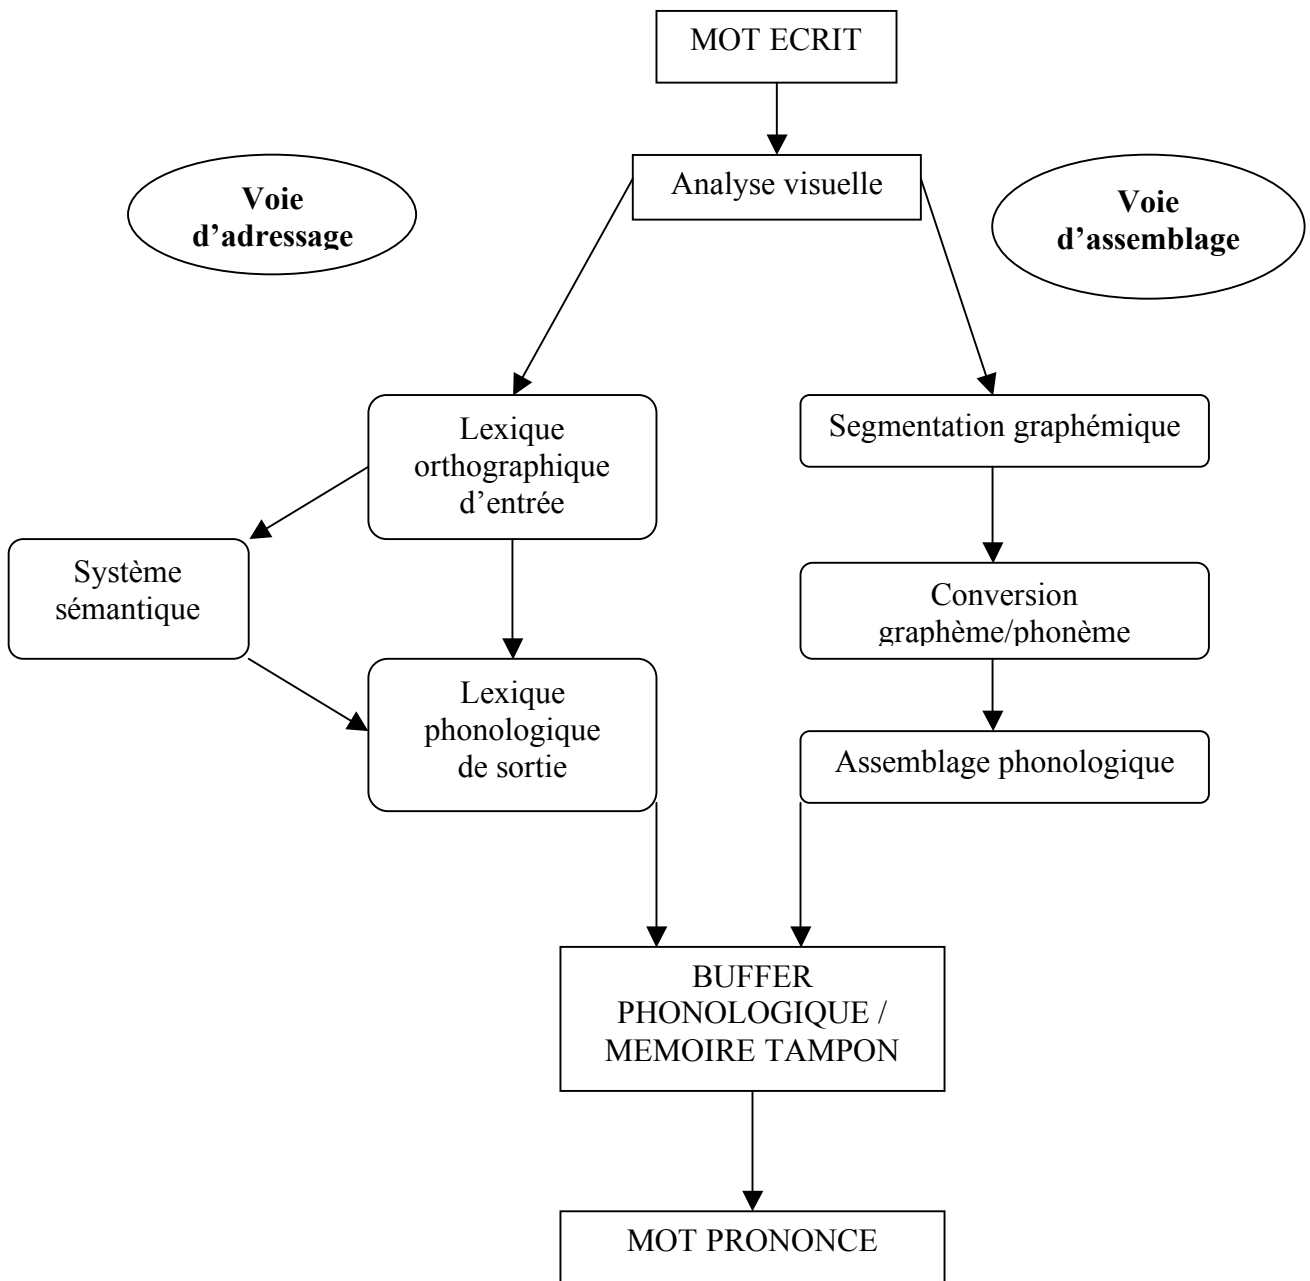 MOT ECRIT
Analyse visuelle
Voie
d’adressage
Voie
d’assemblage
Lexique
orthographique
d’entrée
Segmentation graphémique
Système
sémantique
Conversion
graphème/phonème
Lexique
phonologique
de sortie
Assemblage phonologique
BUFFER
PHONOLOGIQUE /
MEMOIRE TAMPON
MOT PRONONCE